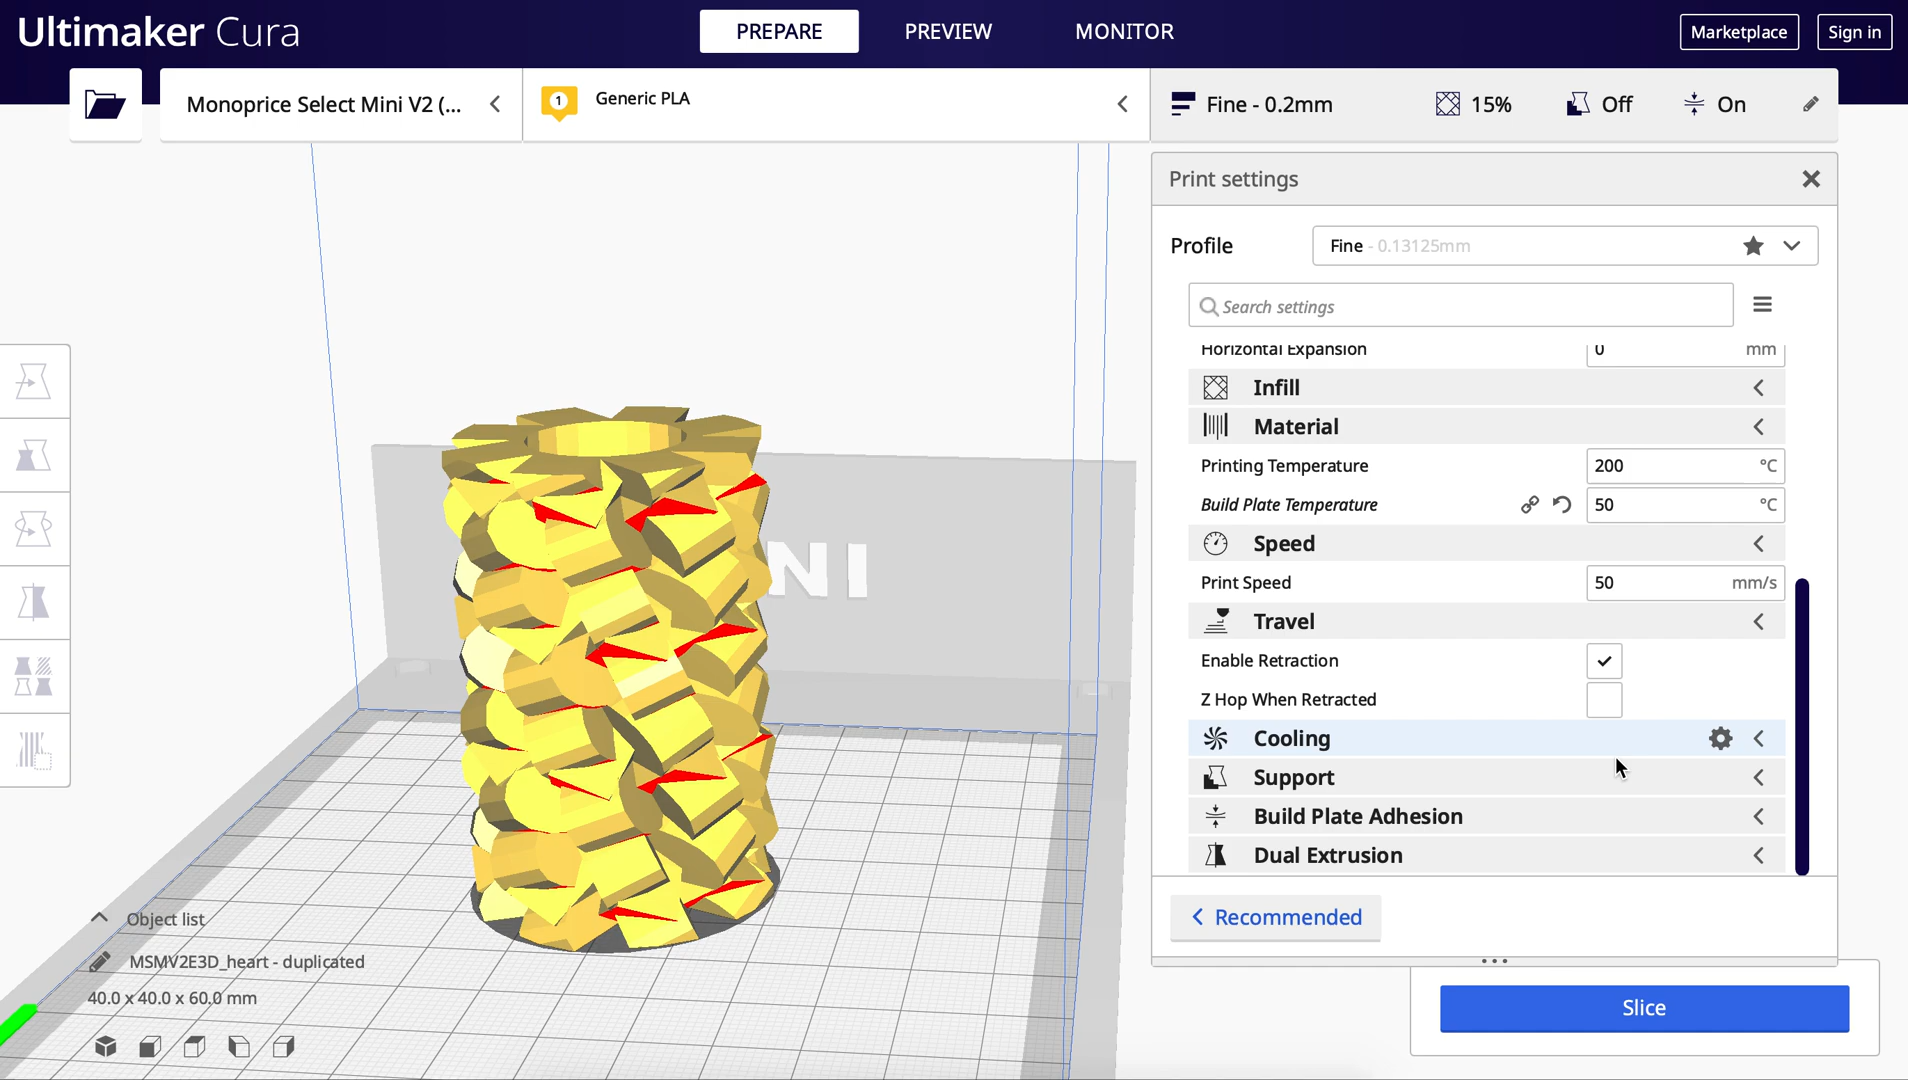 Ultimaker Cura
PREPARE
PREVIEW
MONITOR
Marketplace
Sign in
Monoprice Select Mini V2 (...
1
Generic PLA
Fine - 0.2mm
15%
Off
On
Print settings
Profile
Fine - 0.13125mm
Search settings
Horizontal Expansion
0 mm
Infill
Material
Printing Temperature
200 °C
Build Plate Temperature
50 °C
Speed
Print Speed
50 mm/s
Travel
Enable Retraction
Z Hop When Retracted
Cooling
Support
Build Plate Adhesion
Dual Extrusion
Recommended
Slice
NI
Object list
MSMV2E3D_heart - duplicated
40.0 x 40.0 x 60.0 mm